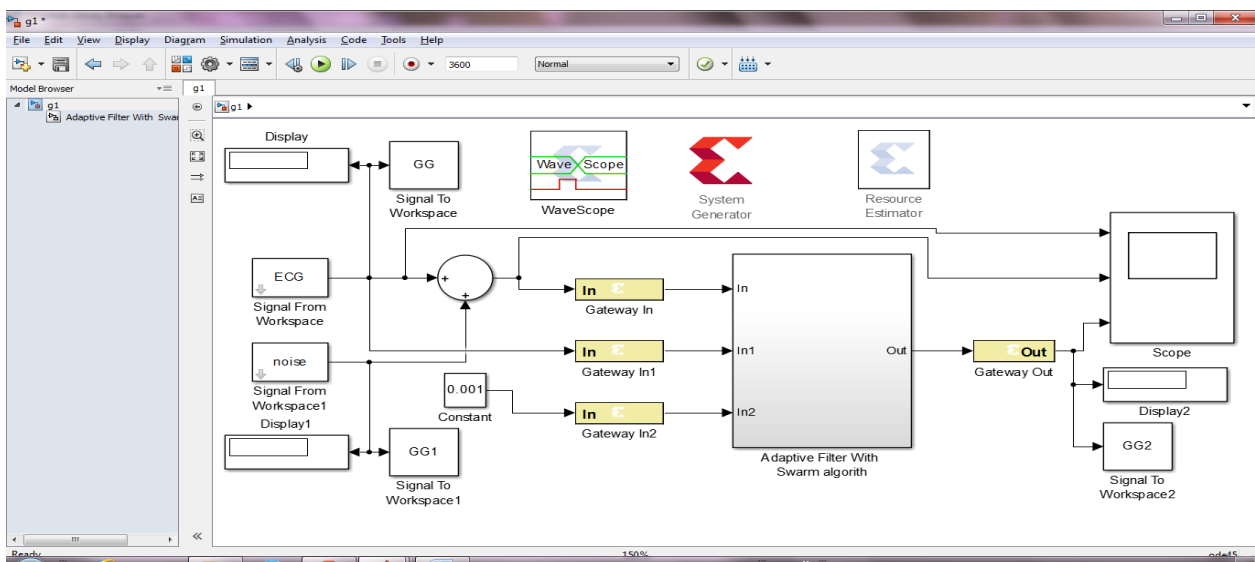 g1 *
File Edit View Display Diagram Simulation Analysis Code Tools Help
3600 Normal
Model Browser
g1
g1
g1
Adaptive Filter With Swar
Display
GG
Signal To
Workspace
Wave Scope
WaveScope
System
Generator
Resource
Estimator
ECG
Signal From
Workspace
+
+
In
Gateway In
In
Out
noise
Signal From
Workspace1
In
Gateway In1
In1
Out
Gateway Out
Scope
0.001
Constant
In
Gateway In2
In2
Display2
Display1
GG1
Signal To
Workspace1
Adaptive Filter With
Swarm algorith
GG2
Signal To
Workspace2
Ready
150%
ode45